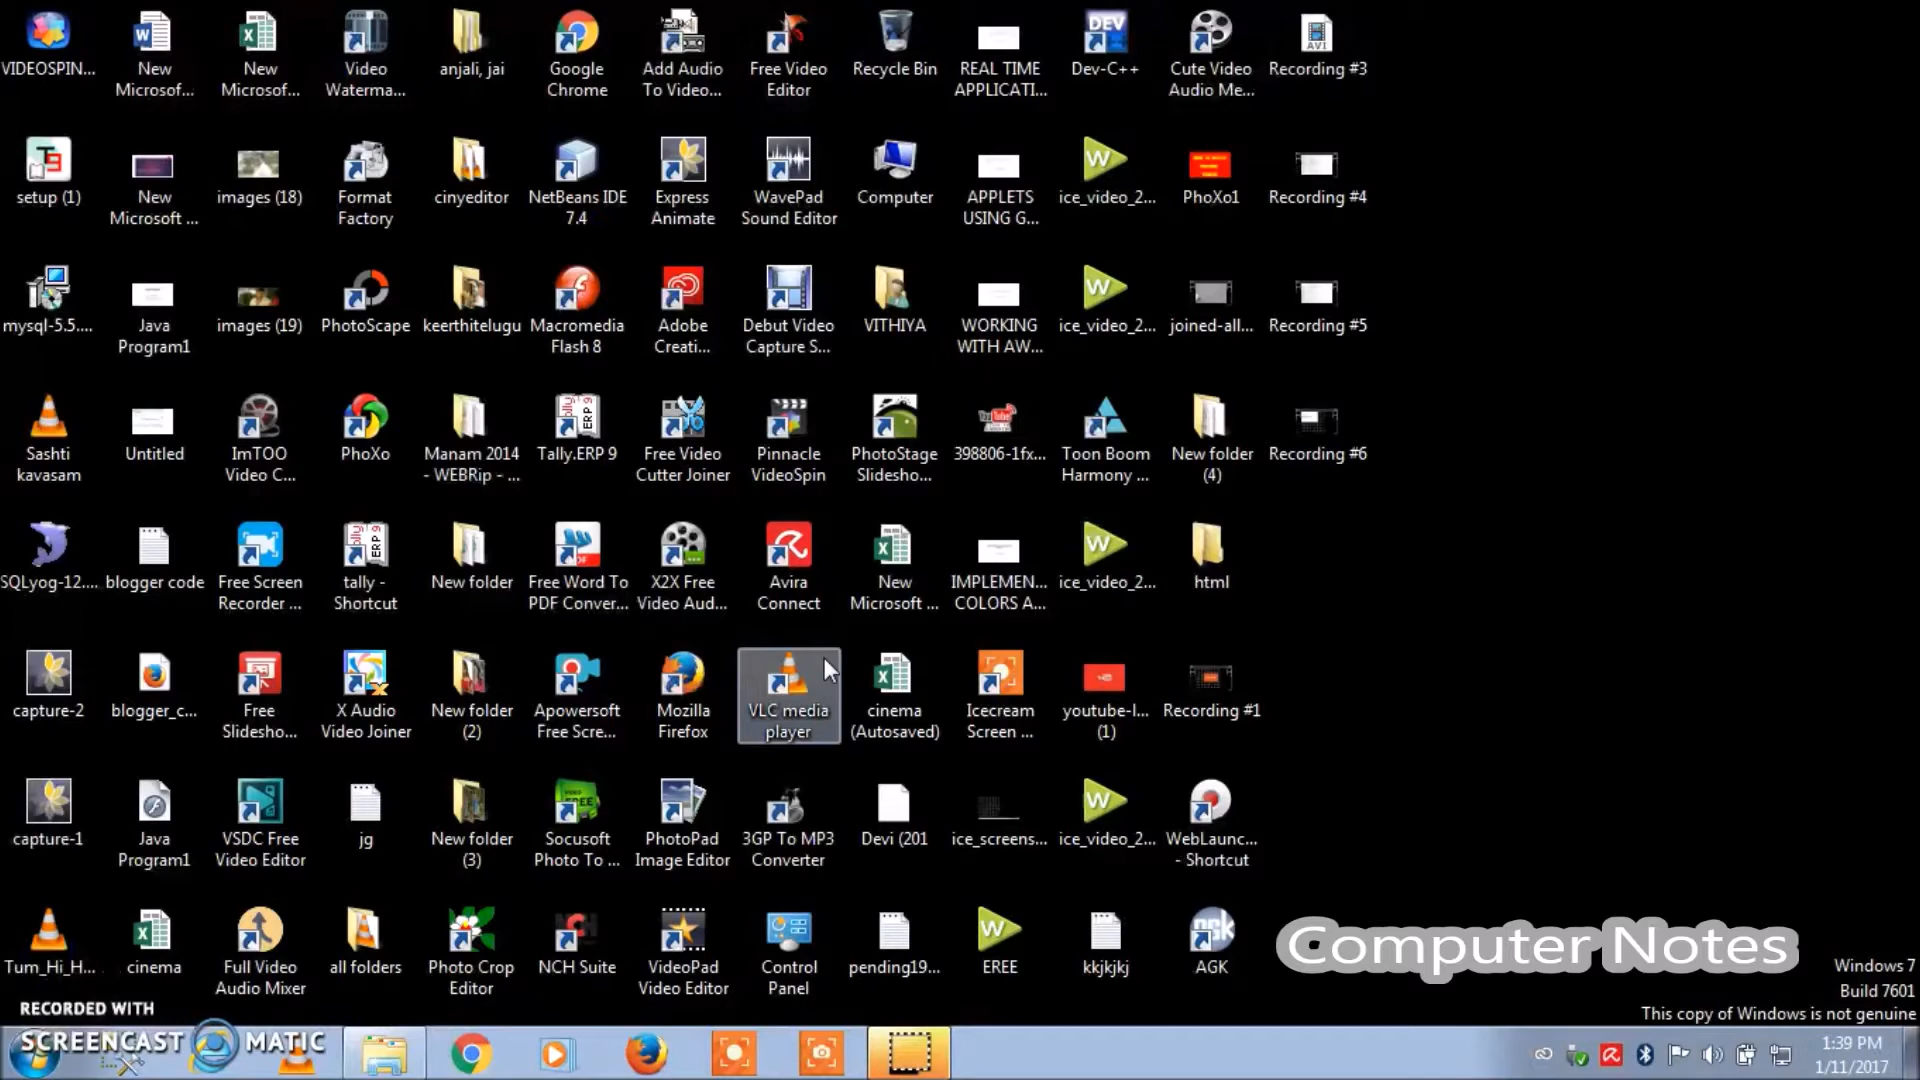 VIDEOSPIN...
New
Microsof...
New
Microsof...
Video
Waterma...
anjali, jai
Google
Chrome
Add Audio
To Video...
Free Video
Editor
Recycle Bin
REAL TIME
APPLICATI...
DEV
Dev-C++
Cute Video
Audio Me...
AVI
Recording #3
T9
setup (1)
New
Microsoft ...
images (18)
Format
Factory
cinyeditor
NetBeans IDE
7.4
Express
Animate
WavePad
Sound Editor
Computer
APPLETS
USING G...
W
ice_video_2...
PhoXo1
Recording #4
mysql-5.5....
Java
Program1
images (19)
PhotoScape
keerthitelugu
Macromedia
Flash 8
Adobe
Creati...
Debut Video
Capture S...
VITHIYA
WORKING
WITH AW...
W
ice_video_2...
joined-all...
Recording #5
Sashti
kavasam
Untitled
ImTOO
Video C...
PhoXo
Manam 2014
- WEBRip - ...
ERP 9
Tally.ERP 9
Free Video
Cutter Joiner
Pinnacle
VideoSpin
PhotoStage
Slidesho...
398806-1fx...
Toon Boom
Harmony ...
New folder
(4)
Recording #6
SQLyog-12....
blogger code
Free Screen
Recorder ...
ERP 9
tally -
Shortcut
New folder
Free Word To
PDF Conver...
X2X Free
Video Aud...
Avira
Connect
New
Microsoft ...
IMPLEMEN...
COLORS A...
W
ice_video_2...
html
capture-2
blogger_c...
Free
Slidesho...
X Audio
Video Joiner
New folder
(2)
Apowersoft
Free Scre...
Mozilla
Firefox
VLC media
player
cinema
(Autosaved)
Icecream
Screen ...
youtube-l...
(1)
Recording #1
capture-1
Java
Program1
VSDC Free
Video Editor
jg
New folder
(3)
FREE
Socusoft
Photo To ...
PhotoPad
Image Editor
3GP To MP3
Converter
Devi (201
ice_screens...
W
ice_video_2...
WebLaunc...
- Shortcut
Tum_Hi_H...
cinema
Full Video
Audio Mixer
all folders
Photo Crop
Editor
NCH
NCH Suite
VideoPad
Video Editor
Control
Panel
pending19...
W
EREE
kkjkjkj
AGK
AGK
Computer Notes
Windows 7
Build 7601
This copy of Windows is not genuine
RECORDED WITH
SCREENCAST MATIC
1:39 PM
1/11/2017